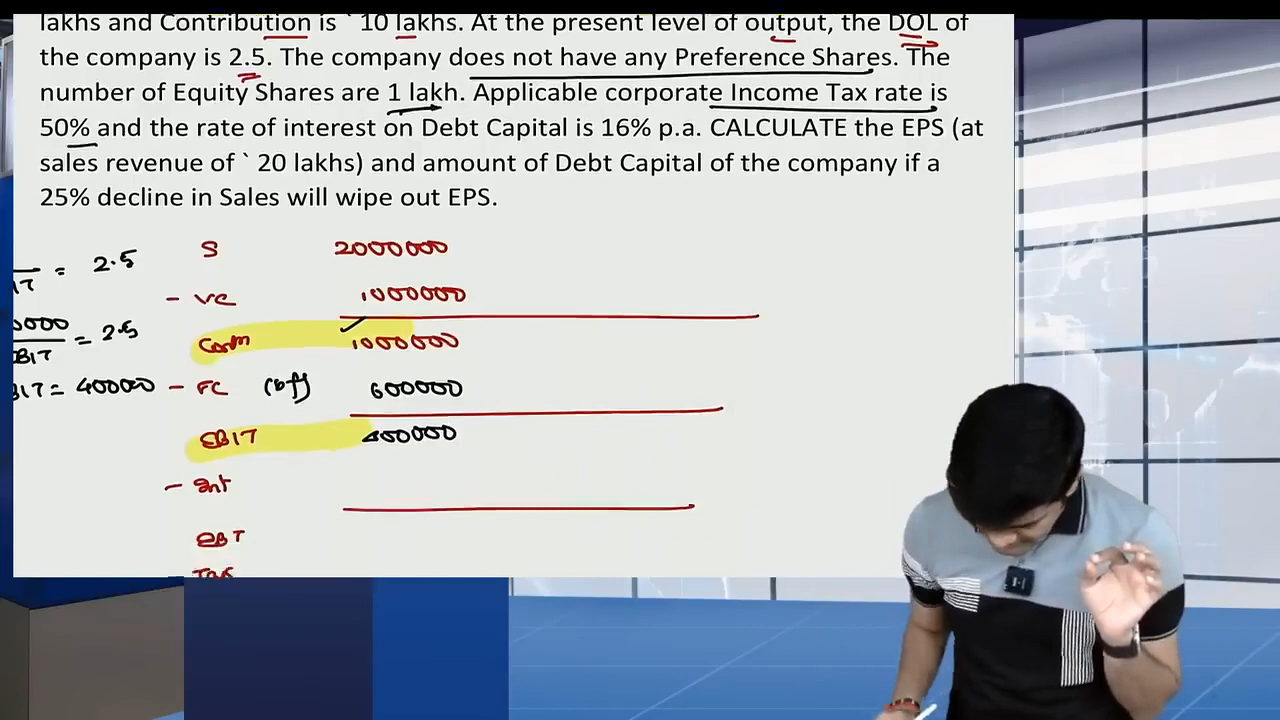 lakhs and Contribution is ` 10 lakhs. At the present level of output, the DOL of
the company is 2.5. The company does not have any Preference Shares. The
number of Equity Shares are 1 lakh. Applicable corporate Income Tax rate is
50% and the rate of interest on Debt Capital is 16% p.a. CALCULATE the EPS (at
sales revenue of ` 20 lakhs) and amount of Debt Capital of the company if a
25% decline in Sales will wipe out EPS.
S 2000000
= 2.5
- VC 1000000
= 2.5
Conn 1000000
= 400000
- FC (bf) 600000
EBIT 400000
- Int
EBT
Tax